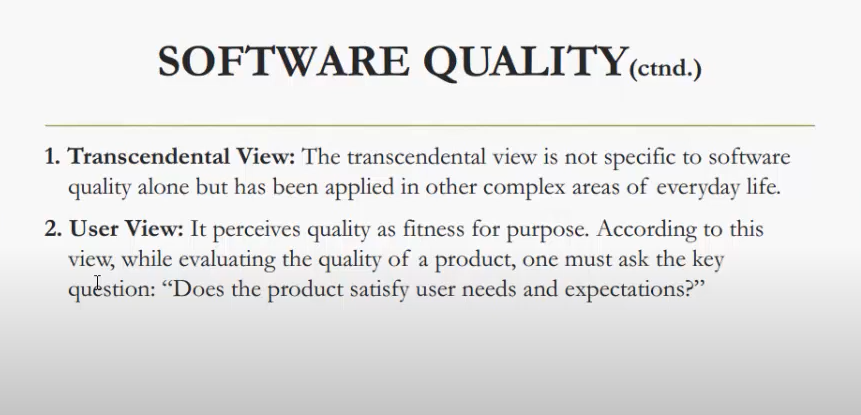 SOFTWARE QUALITY(ctnd.)
1. Transcendental View: The transcendental view is not specific to software
quality alone but has been applied in other complex areas of everyday life.
2. User View: It perceives quality as fitness for purpose. According to this
view, while evaluating the quality of a product, one must ask the key
question: “Does the product satisfy user needs and expectations?”